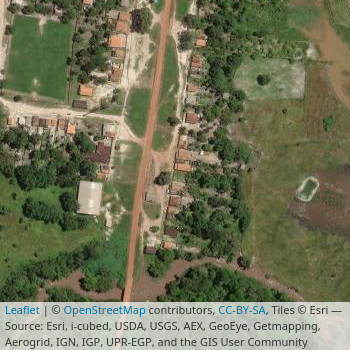 Leaflet | © OpenStreetMap contributors, CC-BY-SA, Tiles © Esri —
Source: Esri, i-cubed, USDA, USGS, AEX, GeoEye, Getmapping,
Aerogrid, IGN, IGP, UPR-EGP, and the GIS User Community